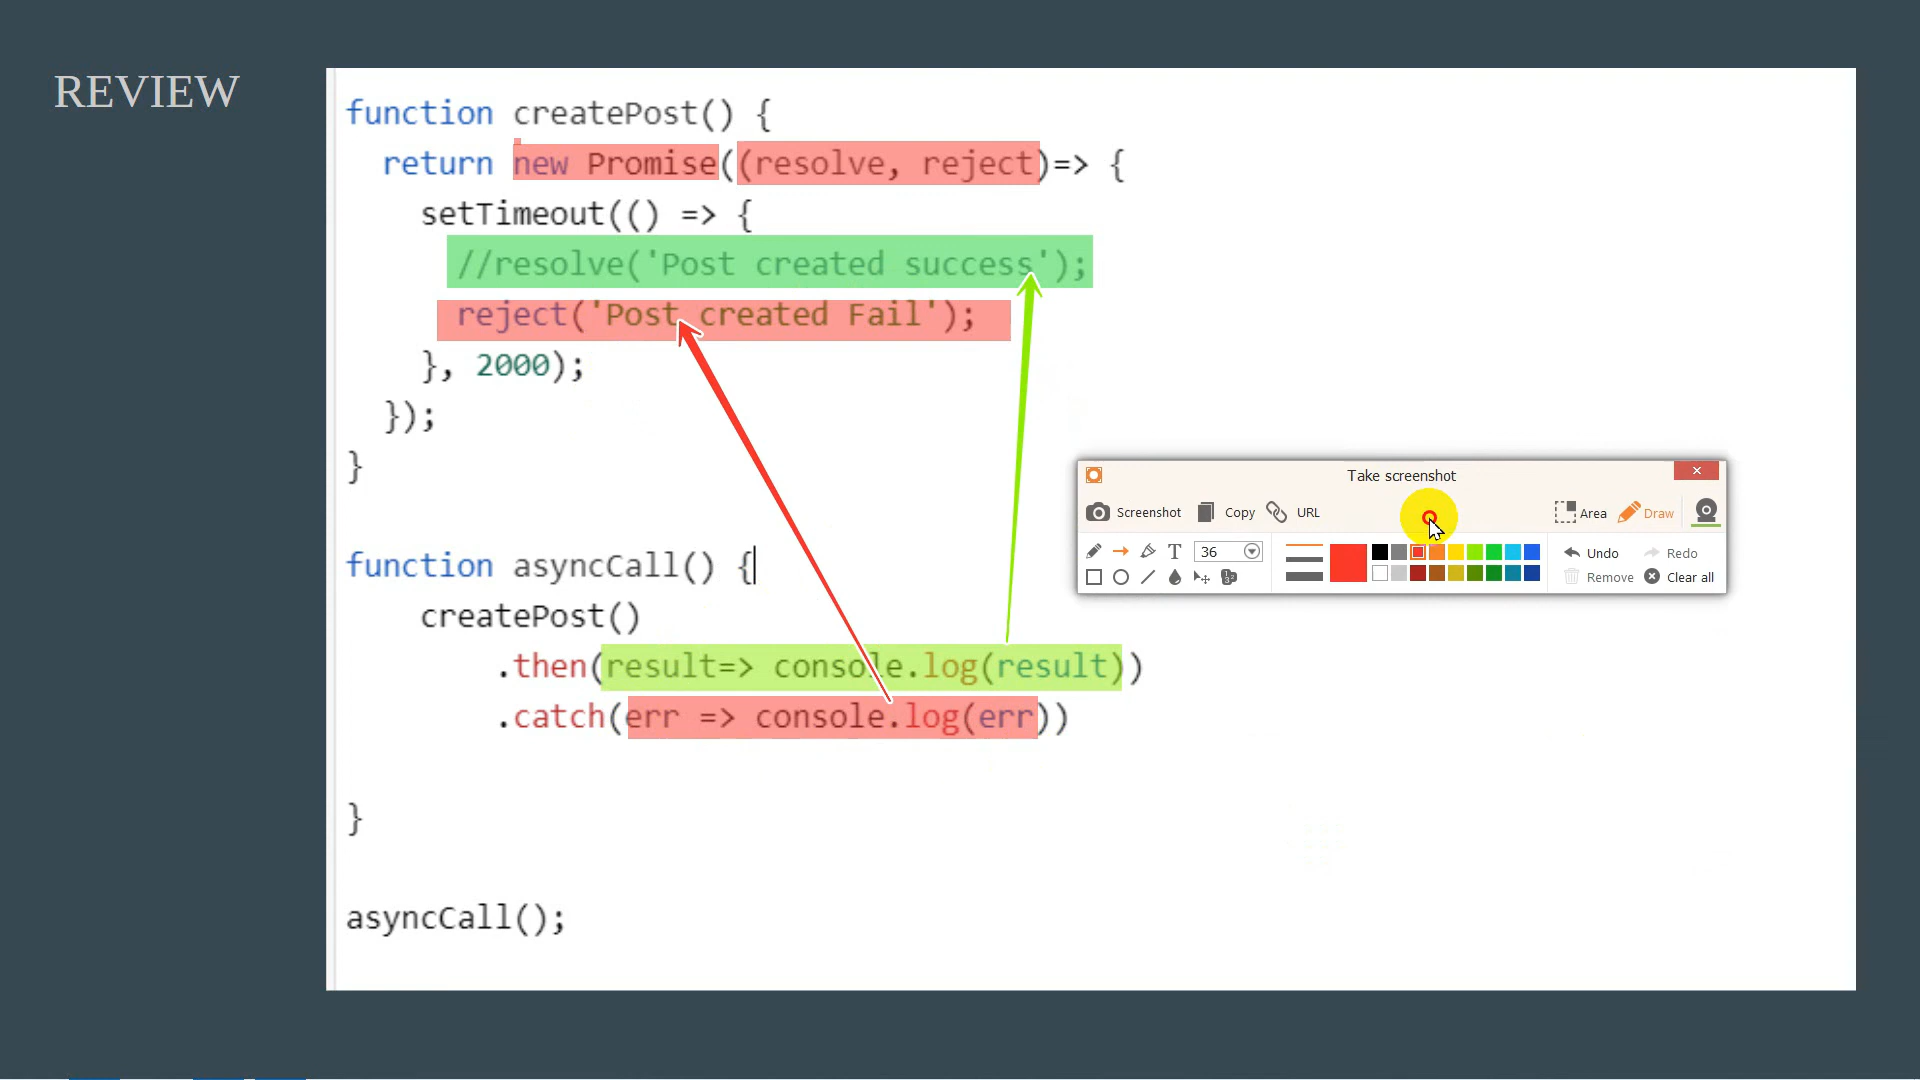 REVIEW
function createPost() {
return new Promise((resolve, reject)=> {
setTimeout(() => {
//resolve('Post created success');
reject('Post created Fail');
}, 2000);
});
}
function asyncCall() {
createPost()
.then(result=> console.log(result))
.catch(err => console.log(err))
}
asyncCall();
Take screenshot
Screenshot Copy URL Area Draw
T 36 Undo Redo
Remove Clear all